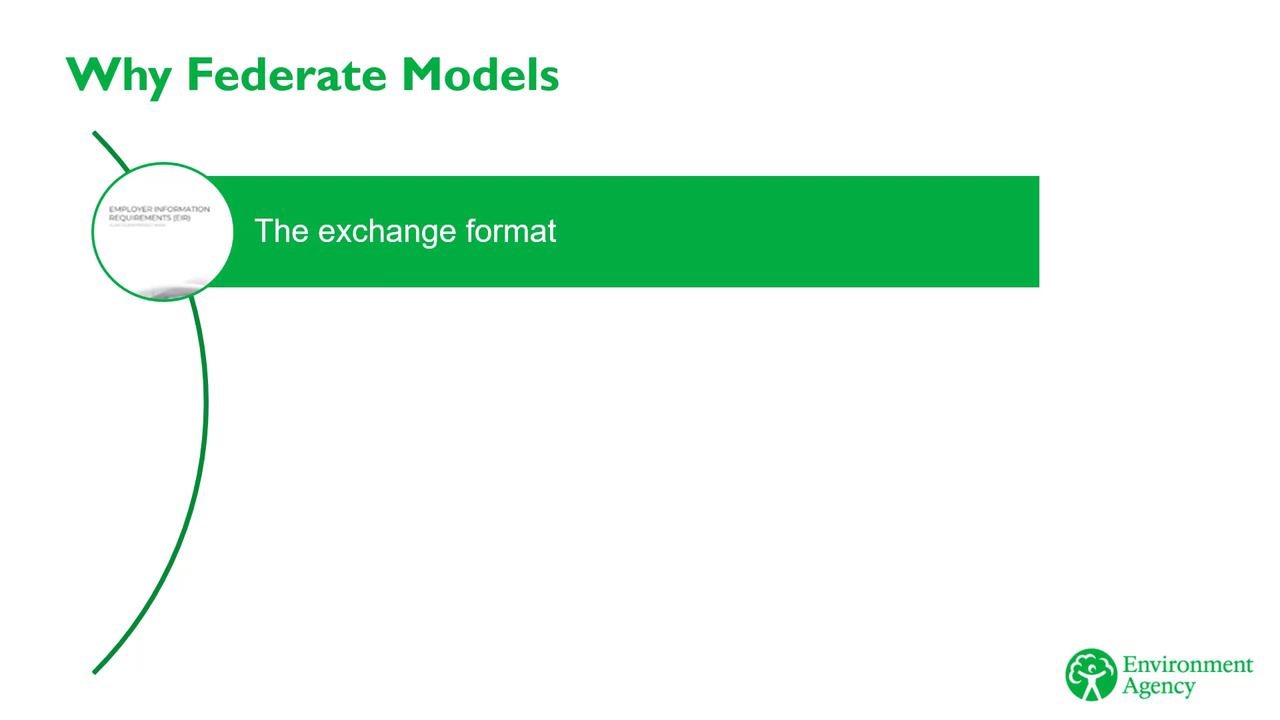 Why Federate Models
EMPLOYER INFORMATION
REQUIREMENTS (EIR)
The exchange format
Environment
Agency